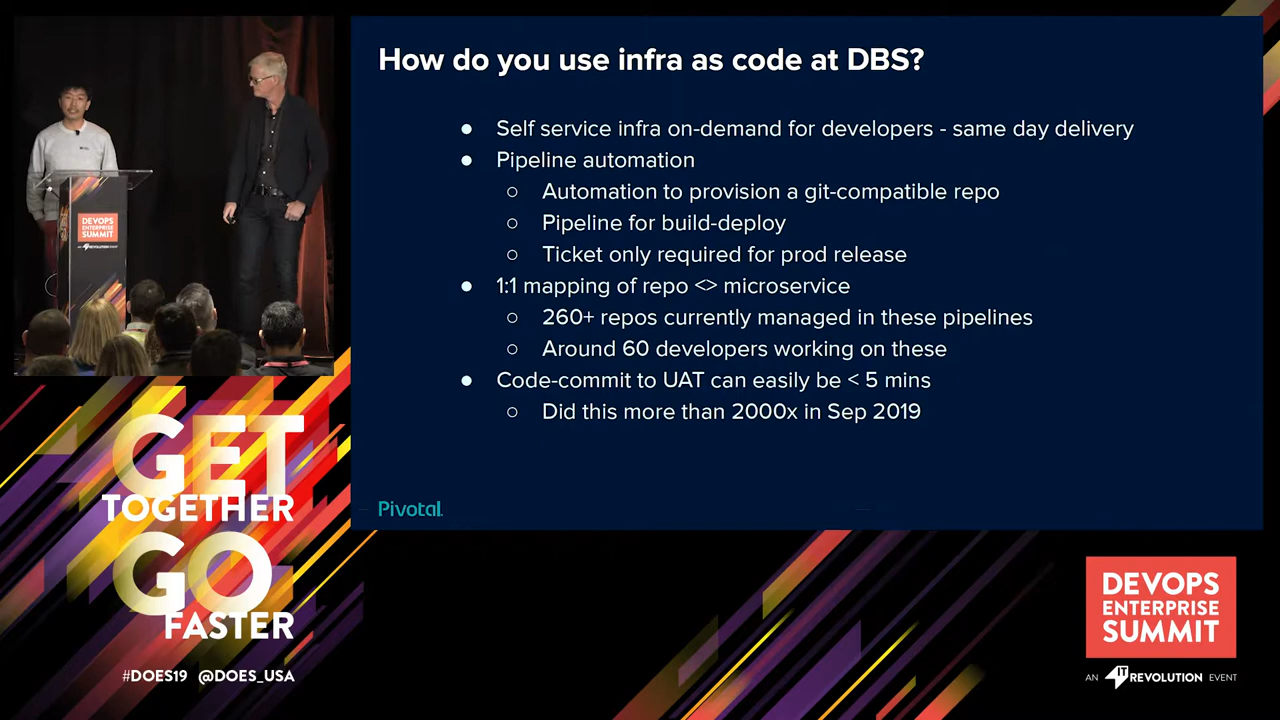 How do you use infra as code at DBS?
● Self service infra on-demand for developers - same day delivery
● Pipeline automation
○ Automation to provision a git-compatible repo
○ Pipeline for build-deploy
○ Ticket only required for prod release
● 1:1 mapping of repo <> microservice
○ 260+ repos currently managed in these pipelines
○ Around 60 developers working on these
● Code-commit to UAT can easily be < 5 mins
○ Did this more than 2000x in Sep 2019
Pivotal.
DEVOPS
ENTERPRISE
SUMMIT
AN IT REVOLUTION EVENT
GET
TOGETHER
GO
FASTER
#DOES19 @DOES_USA
DEVOPS
ENTERPRISE
SUMMIT
AN IT REVOLUTION EVENT